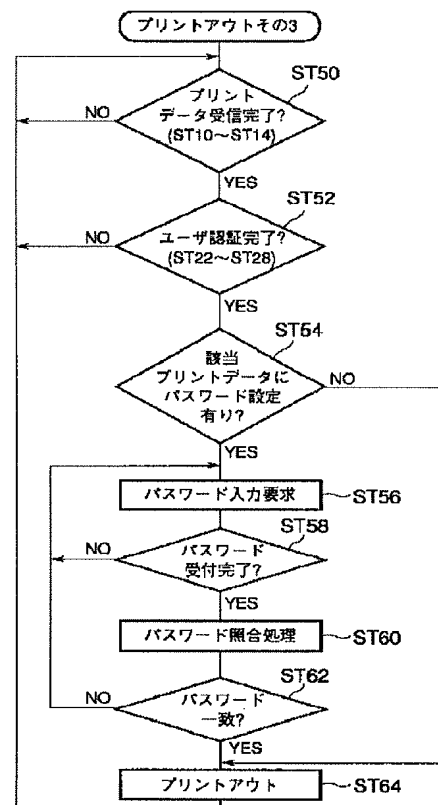 プリントアウトその3
ST50
プリント
データ受信完了?
(ST10～ST14)
NO
YES
ST52
ユーザ認証完了?
(ST22～ST28)
NO
YES
ST54
該当
プリントデータに
パスワード設定
有り?
NO
YES
パスワード入力要求
ST56
ST58
パスワード
受付完了?
NO
YES
パスワード照合処理
ST60
ST62
パスワード
一致?
NO
YES
プリントアウト
ST64